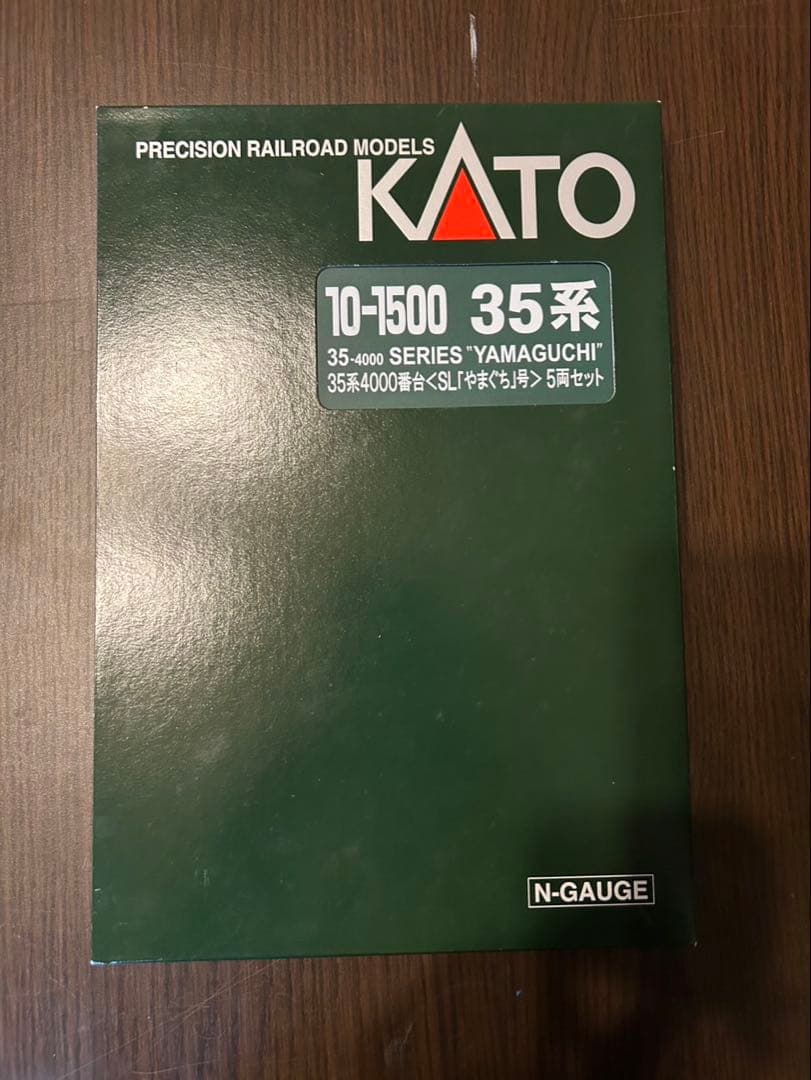 PRECISION RAILROAD MODELS
KATO
10-1500 35系
35-4000 SERIES "YAMAGUCHI"
35系4000番台<SL「やまぐち」号> 5両セット
N-GAUGE